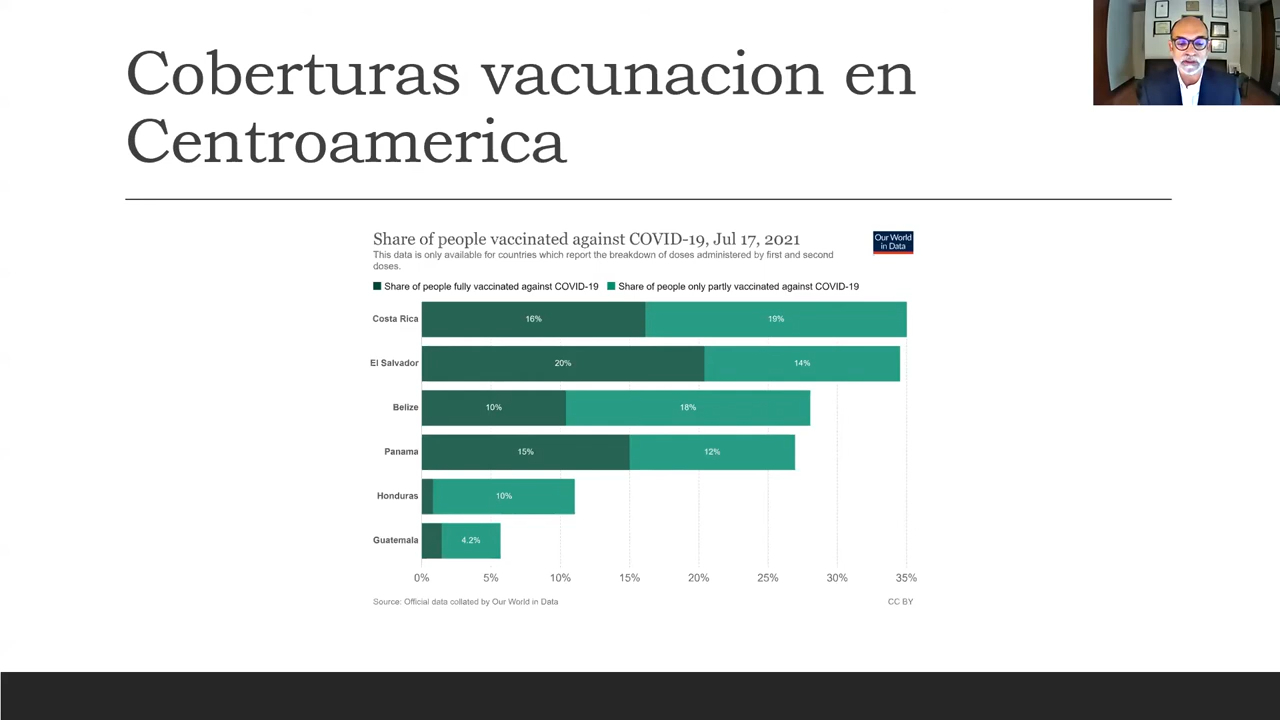 Coberturas vacunacion en
Centroamerica
Share of people vaccinated against COVID-19, Jul 17, 2021
Our World
in Data
This data is only available for countries which report the breakdown of doses administered by first and second
doses.
Share of people fully vaccinated against COVID-19 Share of people only partly vaccinated against COVID-19
Costa Rica 16% 19%
El Salvador 20% 14%
Belize 10% 18%
Panama 15% 12%
Honduras 10%
Guatemala 4.2%
0% 5% 10% 15% 20% 25% 30% 35%
Source: Official data collated by Our World in Data CC BY